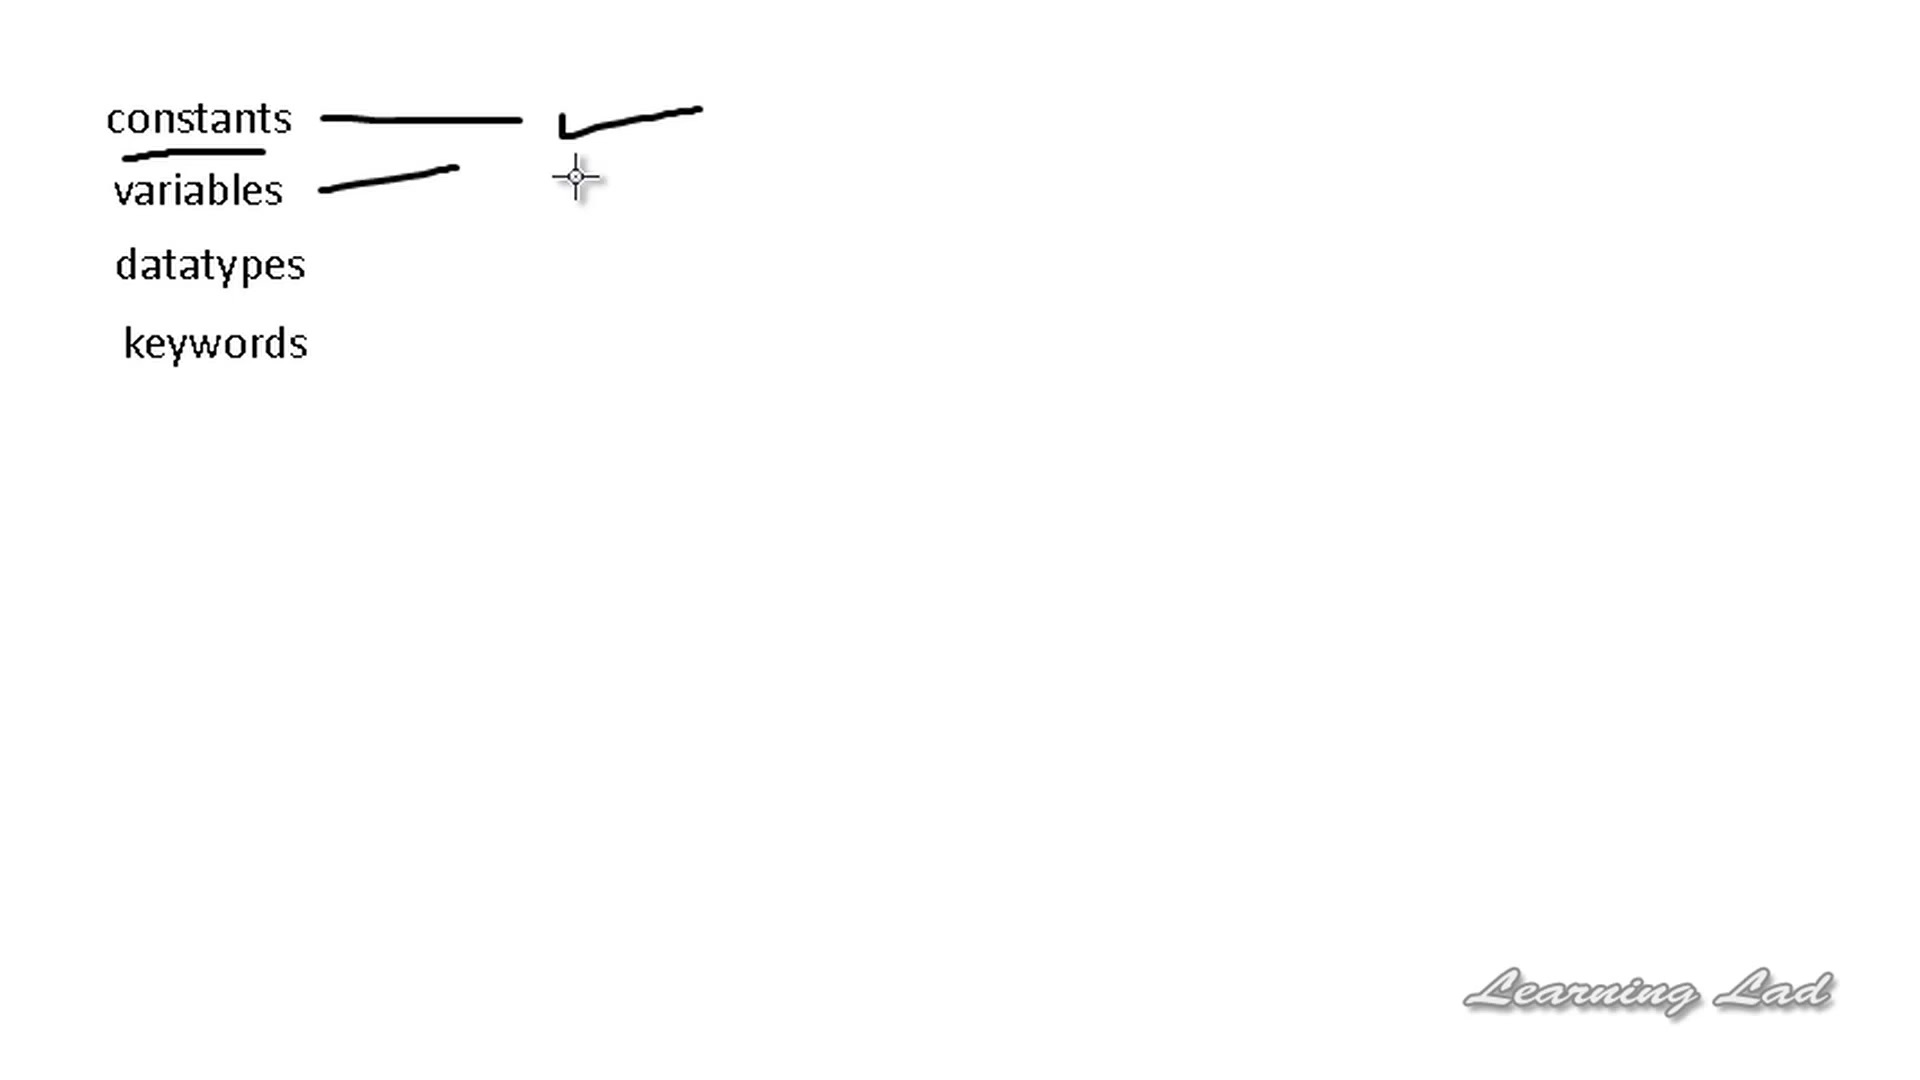 constants
variables
datatypes
keywords
Learning Lad